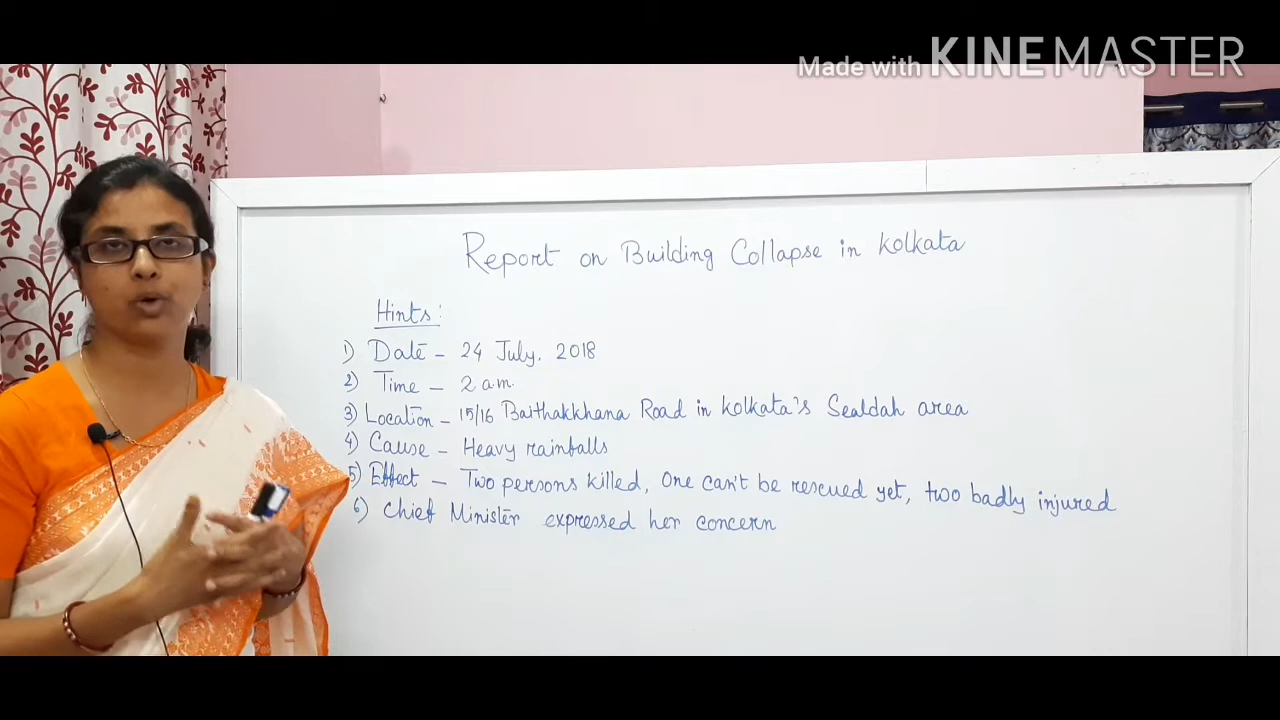 Made with KINEMASTER
Report on Building Collapse in Kolkata
Hints:
1) Date - 24 July, 2018
2) Time - 2 a.m.
3) Location - 15/16 Baithakkhana Road in Kolkata's Sealdah area
4) Cause - Heavy rainfalls
5) Effect - Two persons killed, One can't be rescued yet, two badly injured
6) Chief Minister expressed her concern